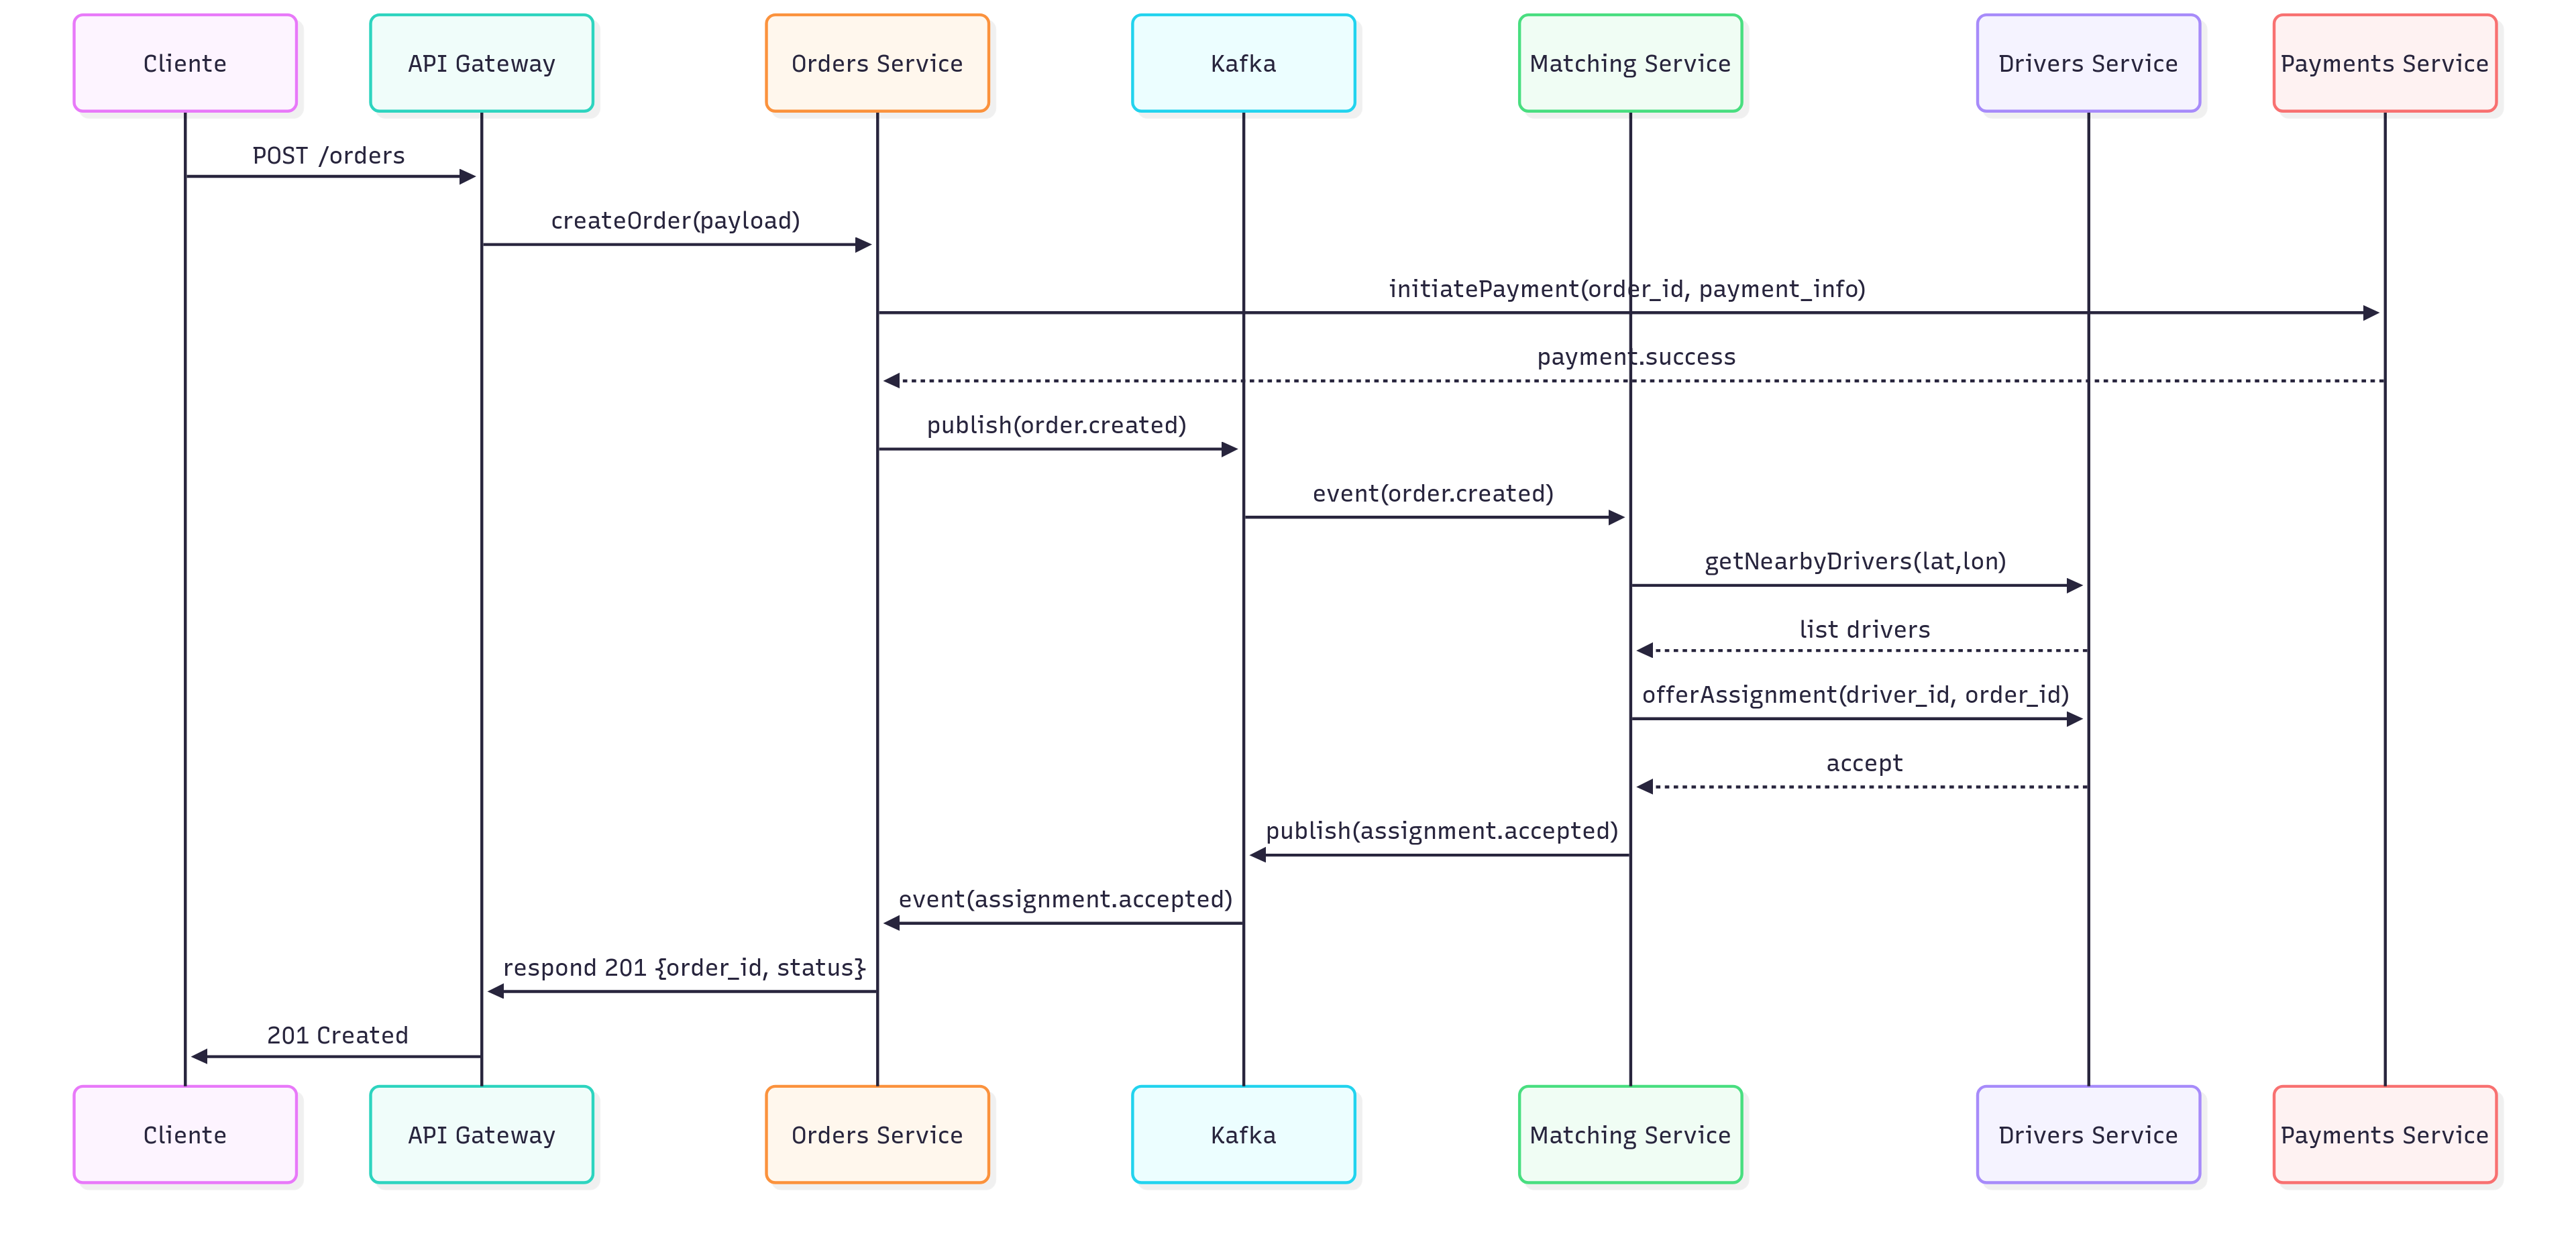 Cliente
API Gateway
Orders Service
Kafka
Matching Service
Drivers Service
Payments Service
POST /orders
createOrder(payload)
initiatePayment(order_id, payment_info)
payment.success
publish(order.created)
event(order.created)
getNearbyDrivers(lat,lon)
list drivers
offerAssignment(driver_id, order_id)
accept
publish(assignment.accepted)
event(assignment.accepted)
respond 201 {order_id, status}
201 Created
Cliente
API Gateway
Orders Service
Kafka
Matching Service
Drivers Service
Payments Service